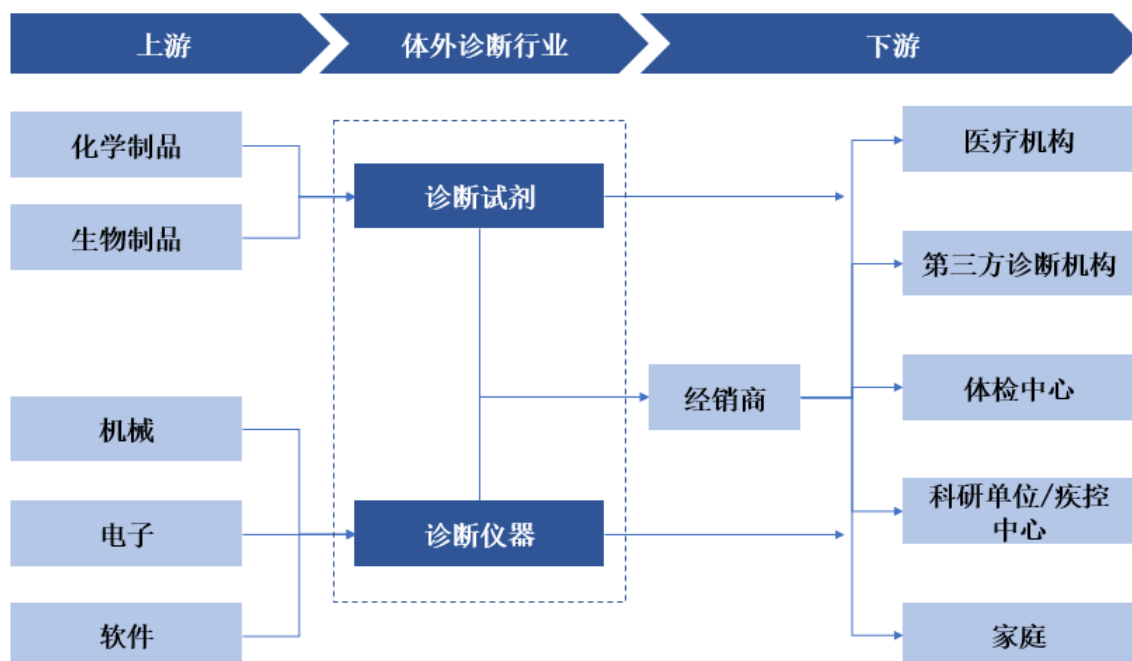 上游
体外诊断行业
下游
化学制品
生物制品
机械
电子
软件
诊断试剂
诊断仪器
经销商
医疗机构
第三方诊断机构
体检中心
科研单位/疾控
中心
家庭